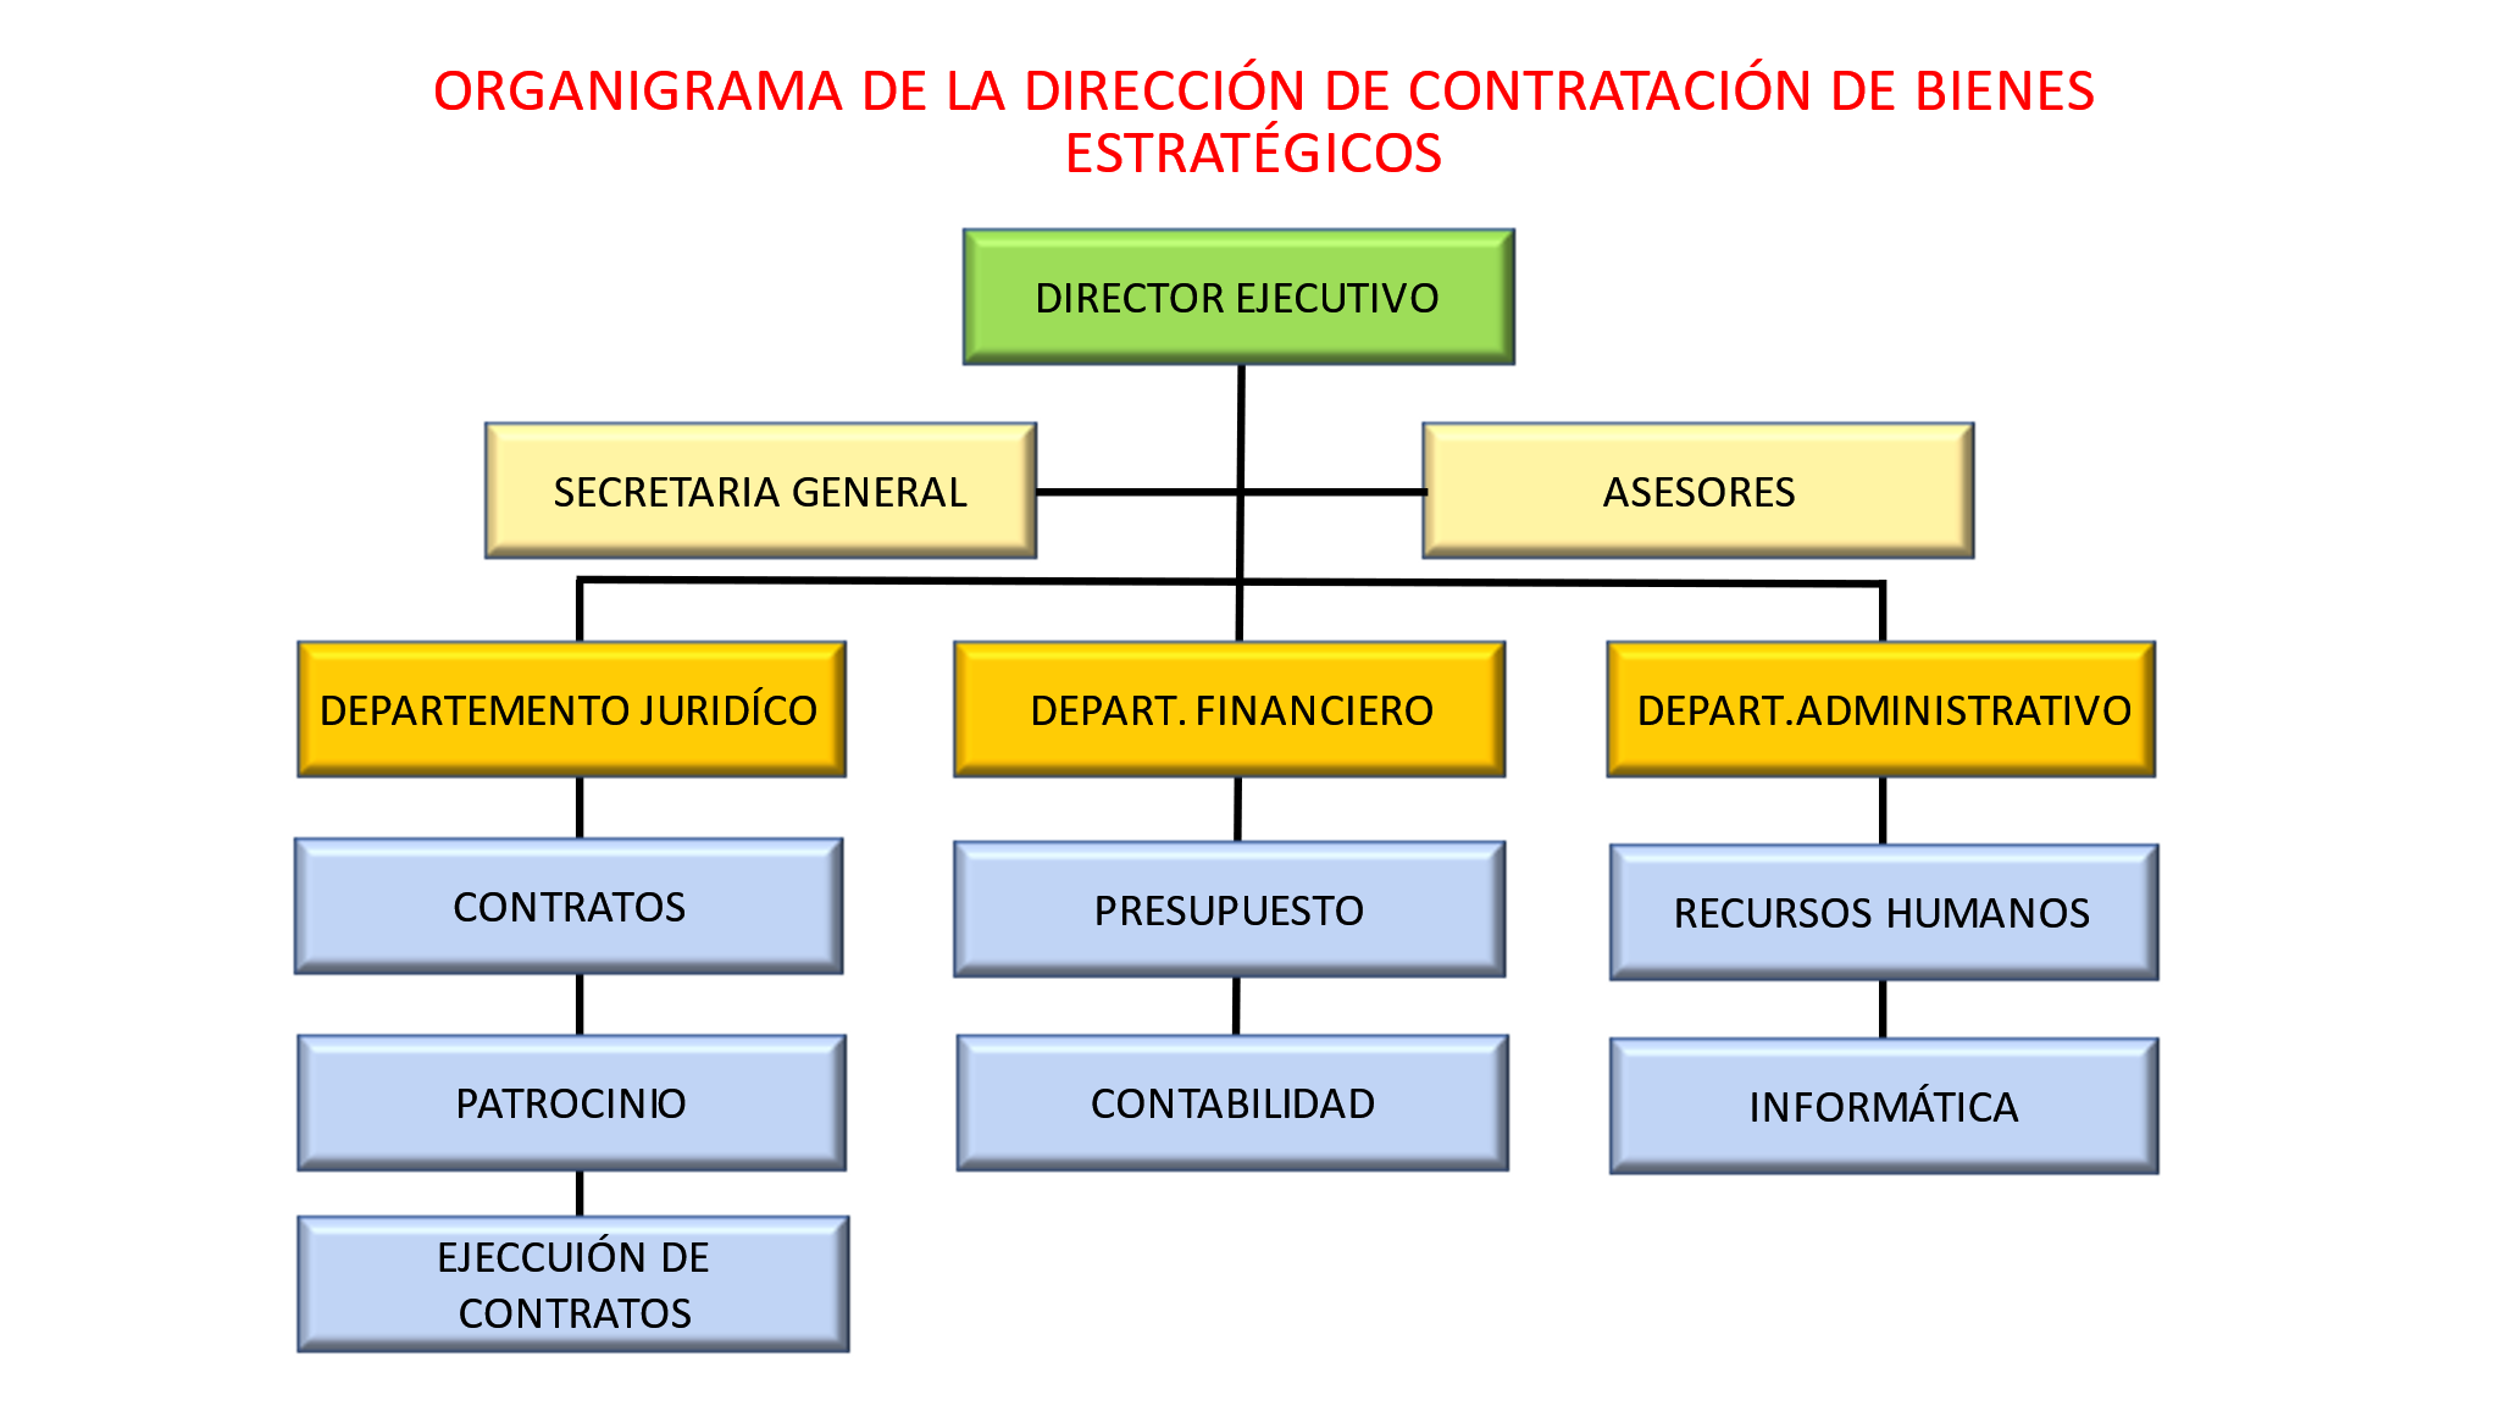 ORGANIGRAMA DE LA DIRECCIÓN DE CONTRATACIÓN DE BIENES
ESTRATÉGICOS
DIRECTOR EJECUTIVO
SECRETARIA GENERAL
ASESORES
DEPARTEMENTO JURIDÍCO
DEPART. FINANCIERO
DEPART.ADMINISTRATIVO
CONTRATOS
PRESUPUESTO
RECURSOS HUMANOS
PATROCINIO
CONTABILIDAD
INFORMÁTICA
EJECCUIÓN DE
CONTRATOS